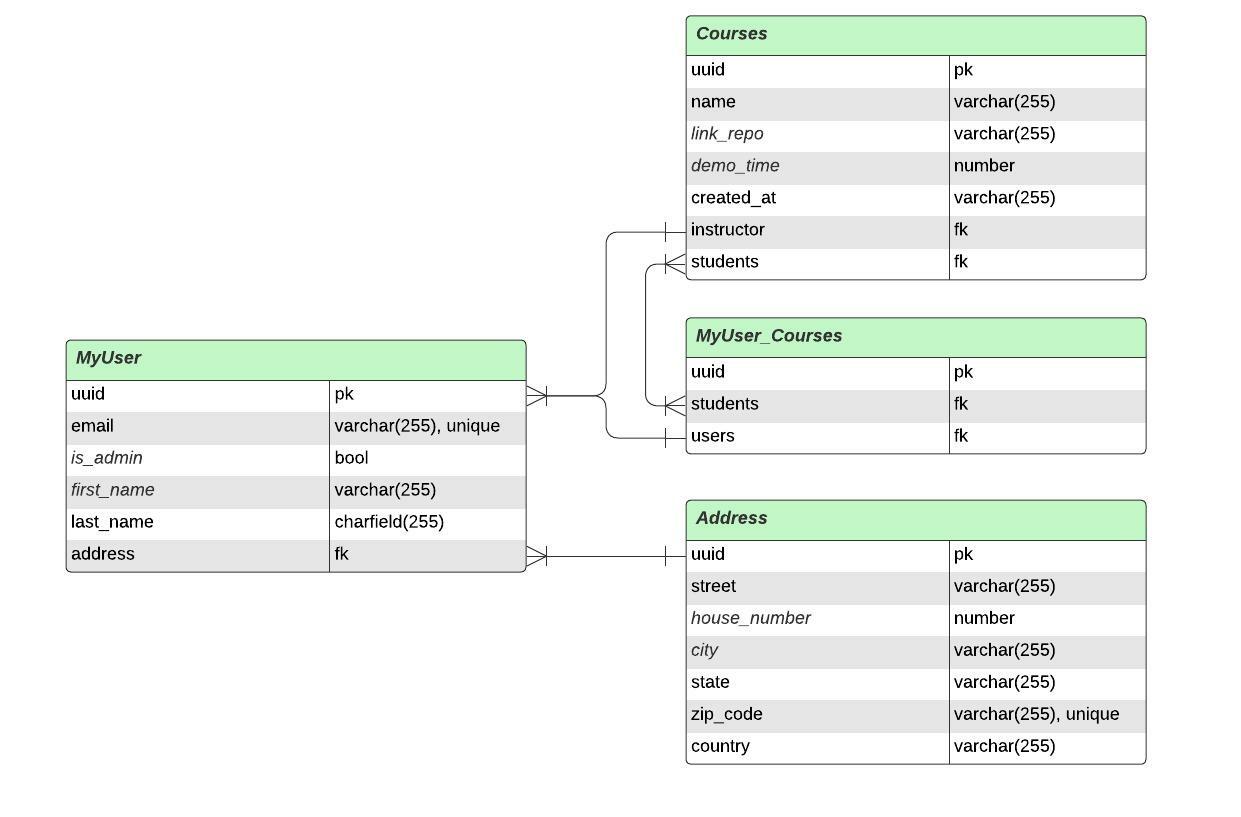 Courses
uuid pk
name varchar(255)
link_repo varchar(255)
demo_time number
created_at varchar(255)
instructor fk
students fk
MyUser_Courses
uuid pk
students fk
users fk
MyUser
uuid pk
email varchar(255), unique
is_admin bool
first_name varchar(255)
last_name charfield(255)
address fk
Address
uuid pk
street varchar(255)
house_number number
city varchar(255)
state varchar(255)
zip_code varchar(255), unique
country varchar(255)